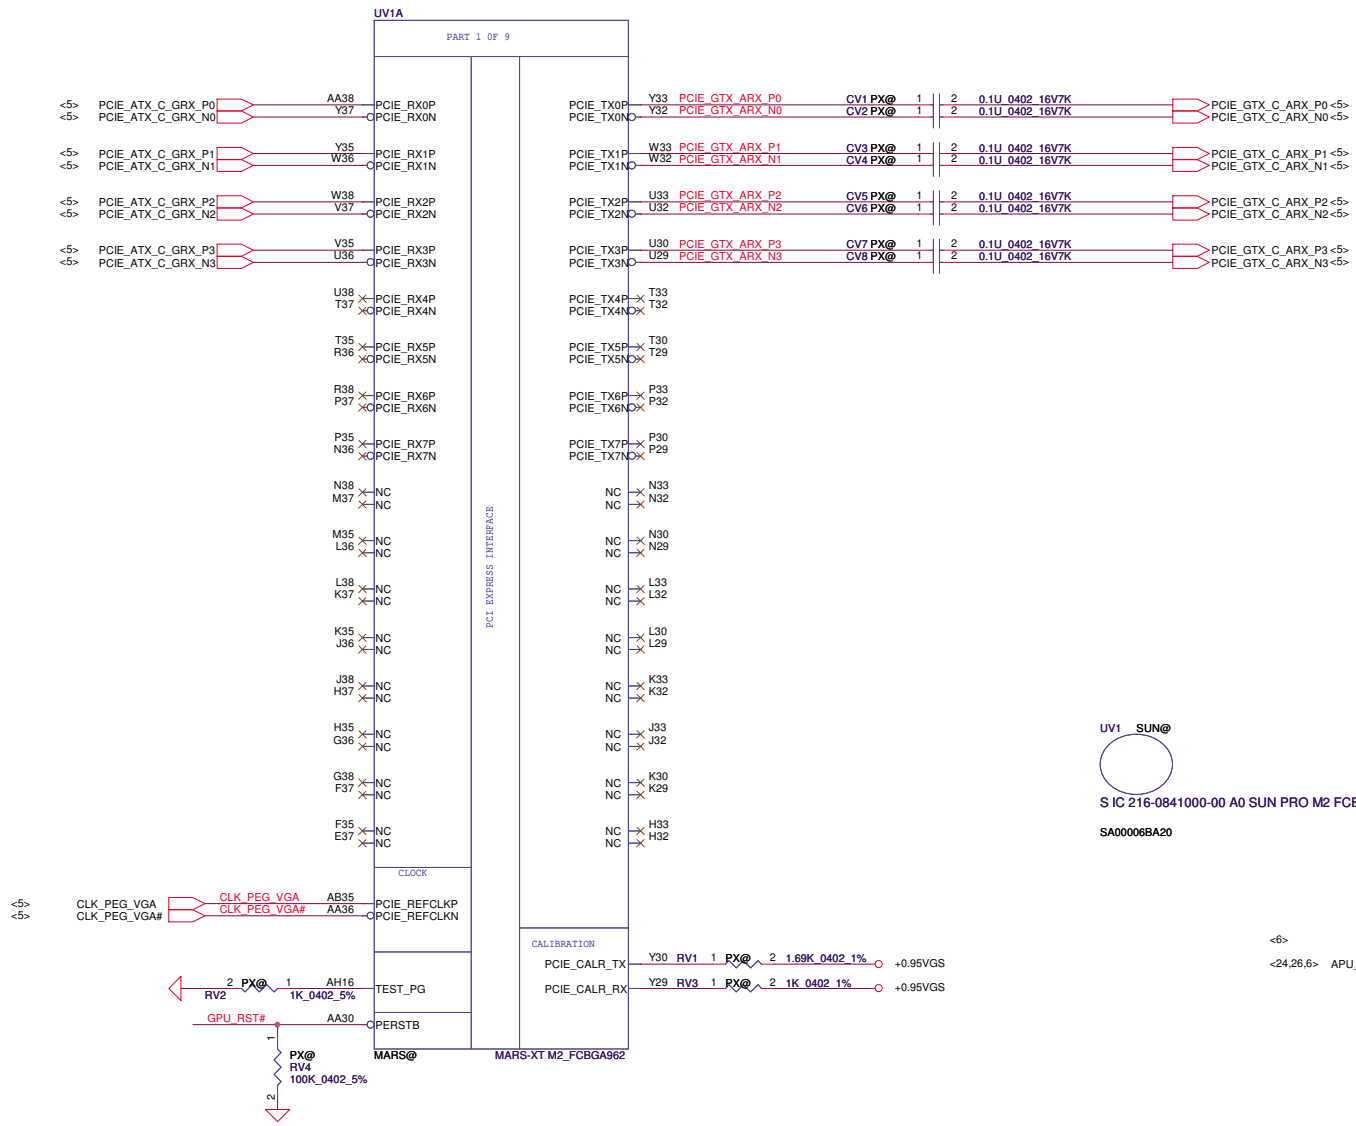 UV1A
PART 1 0F 9
<5> PCIE_ATX_C_GRX_P0 AA38 PCIE_RX0P PCIE_TX0P Y33 PCIE_GTX_ARX_P0 CV1 PX@ 1 2 0.1U_0402_16V7K PCIE_GTX_C_ARX_P0 <5>
<5> PCIE_ATX_C_GRX_N0 Y37 PCIE_RX0N PCIE_TX0N Y32 PCIE_GTX_ARX_N0 CV2 PX@ 1 2 0.1U_0402_16V7K PCIE_GTX_C_ARX_N0 <5>
<5> PCIE_ATX_C_GRX_P1 Y35 PCIE_RX1P PCIE_TX1P W33 PCIE_GTX_ARX_P1 CV3 PX@ 1 2 0.1U_0402_16V7K PCIE_GTX_C_ARX_P1 <5>
<5> PCIE_ATX_C_GRX_N1 W36 PCIE_RX1N PCIE_TX1N W32 PCIE_GTX_ARX_N1 CV4 PX@ 1 2 0.1U_0402_16V7K PCIE_GTX_C_ARX_N1 <5>
<5> PCIE_ATX_C_GRX_P2 W38 PCIE_RX2P PCIE_TX2P U33 PCIE_GTX_ARX_P2 CV5 PX@ 1 2 0.1U_0402_16V7K PCIE_GTX_C_ARX_P2 <5>
<5> PCIE_ATX_C_GRX_N2 V37 PCIE_RX2N PCIE_TX2N U32 PCIE_GTX_ARX_N2 CV6 PX@ 1 2 0.1U_0402_16V7K PCIE_GTX_C_ARX_N2 <5>
<5> PCIE_ATX_C_GRX_P3 V35 PCIE_RX3P PCIE_TX3P U30 PCIE_GTX_ARX_P3 CV7 PX@ 1 2 0.1U_0402_16V7K PCIE_GTX_C_ARX_P3 <5>
<5> PCIE_ATX_C_GRX_N3 U36 PCIE_RX3N PCIE_TX3N U29 PCIE_GTX_ARX_N3 CV8 PX@ 1 2 0.1U_0402_16V7K PCIE_GTX_C_ARX_N3 <5>
U38 PCIE_RX4P PCIE_TX4P T33
T37 PCIE_RX4N PCIE_TX4N T32
T35 PCIE_RX5P PCIE_TX5P T30
R36 PCIE_RX5N PCIE_TX5N T29
R38 PCIE_RX6P PCIE_TX6P P33
P37 PCIE_RX6N PCIE_TX6N P32
P35 PCIE_RX7P PCIE_TX7P P30
N36 PCIE_RX7N PCIE_TX7N P29
N38 NC NC N33
M37 NC NC N32
M35 NC NC N30
L36 NC NC N29
L38 NC NC L33
K37 NC NC L32
K35 NC NC L30
J36 NC NC L29
J38 NC NC K33
H37 NC NC K32
H35 NC NC J33
G36 NC NC J32
G38 NC NC K30
F37 NC NC K29
F35 NC NC H33
E37 NC NC H32
PCI EXPRESS INTERFACE
UV1 SUN@
S IC 216-0841000-00 A0 SUN PRO M2 FCB
SA00006BA20
CLOCK
<5> CLK_PEG_VGA CLK_PEG_VGA AB35 PCIE_REFCLKP
<5> CLK_PEG_VGA# CLK_PEG_VGA# AA36 PCIE_REFCLKN
CALIBRATION
PCIE_CALR_TX Y30 RV1 1 PX@ 2 1.69K_0402_1% +0.95VGS
PCIE_CALR_RX Y29 RV3 1 PX@ 2 1K_0402_1% +0.95VGS
<6>
<24,26,6> APU_
2 PX@ 1 AH16 TEST_PG
RV2 1K_0402_5%
GPU_RST# AA30 PERSTB
MARS@ MARS-XT M2_FCBGA962
1
PX@
RV4
100K_0402_5%
2